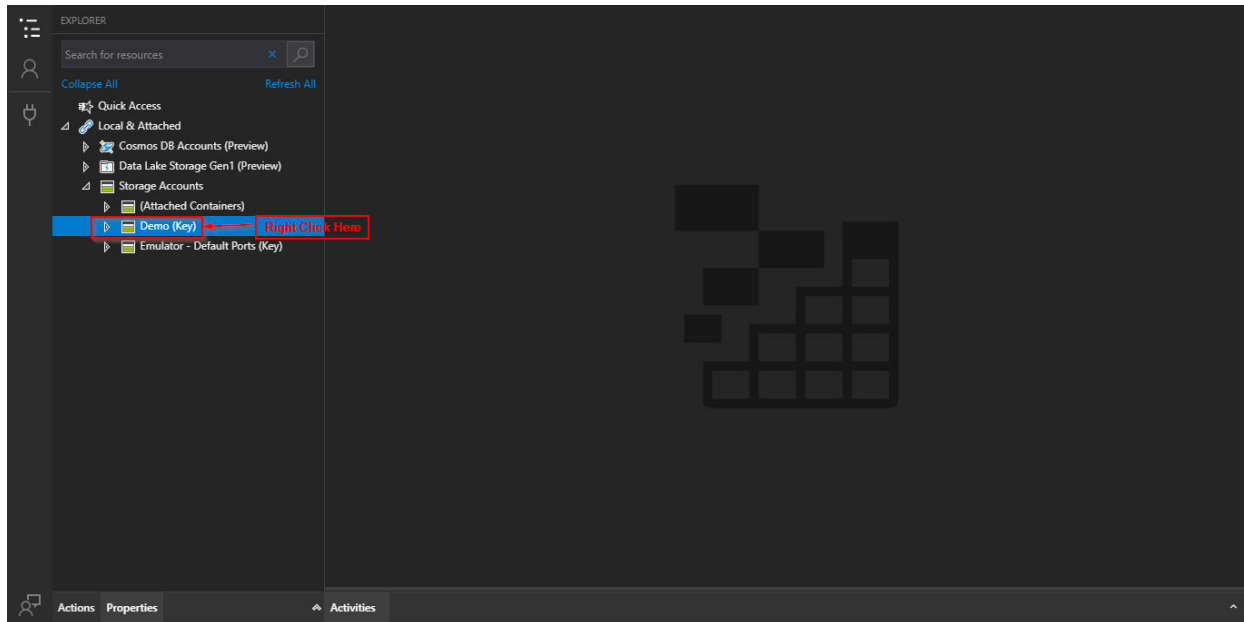 EXPLORER
Search for resources
Collapse All Refresh All
Quick Access
Local & Attached
Cosmos DB Accounts (Preview)
Data Lake Storage Gen1 (Preview)
Storage Accounts
(Attached Containers)
Demo (Key) Right Click Here
Emulator - Default Ports (Key)
Actions Properties Activities